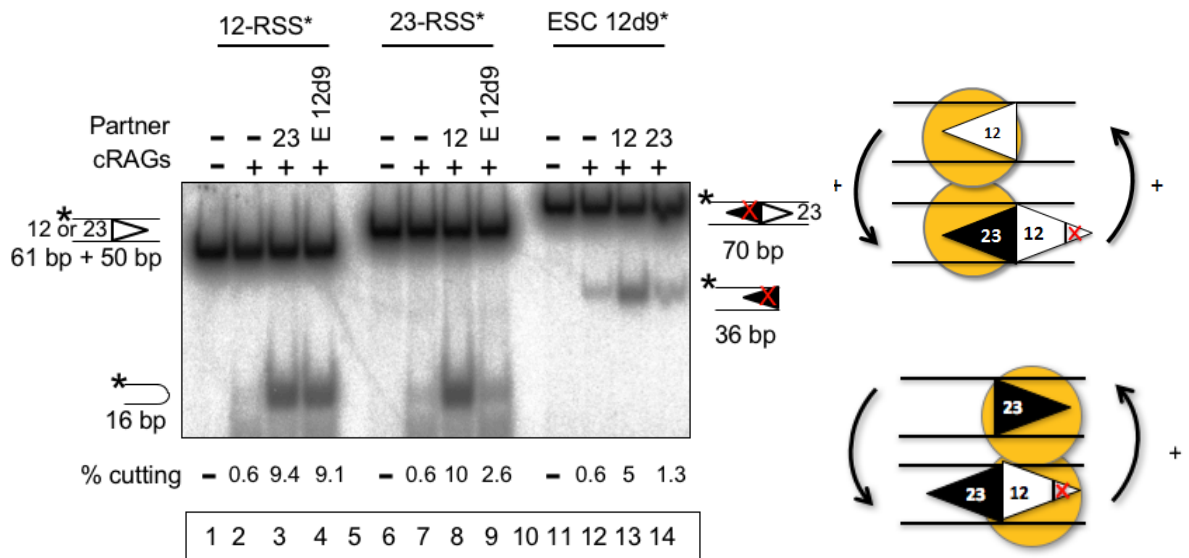 12-RSS* 23-RSS* ESC 12d9*
Partner - - 23 E 12d9 - - 12 E 12d9 - - 12 23
cRAGs - + + + - + + + - + + +
*
12 or 23
61 bp + 50 bp
*
16 bp
*
X 23
70 bp
*
X
36 bp
% cutting - 0.6 9.4 9.1 - 0.6 10 2.6 - 0.6 5 1.3
1 2 3 4 5 6 7 8 9 10 11 12 13 14
12
+ +
23 12 X
23
+
23 12 X